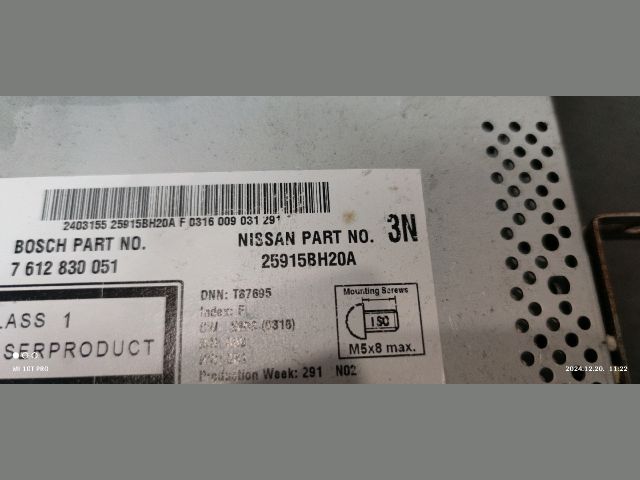 2403155 25915BH20A F 0316 009 031 291
BOSCH PART NO.
7 612 830 051
NISSAN PART NO.
25915BH20A
3N
LASS 1
SERPRODUCT
DNN: T87695
Index: F
(0316)
Production Week: 291 N02
Mounting Screws
ISO
M5x8 max.
MI 10T PRO
2024.12.20. 11:22